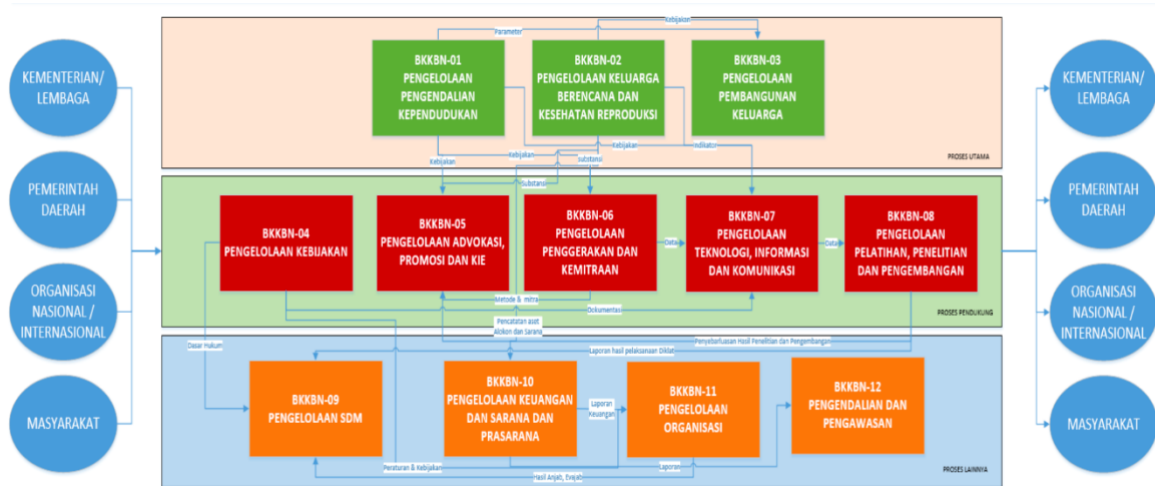 KEMENTERIAN/
LEMBAGA
PEMERINTAH
DAERAH
ORGANISASI
NASIONAL /
INTERNASIONAL
MASYARAKAT
Kebijakan
Parameter
BKKBN-01
PENGELOLAAN
PENGENDALIAN
KEPENDUDUKAN
BKKBN-02
PENGELOLAAN KELUARGA
BERENCANA DAN
KESEHATAN REPRODUKSI
BKKBN-03
PENGELOLAAN
PEMBANGUNAN
KELUARGA
Kebijakan
Kebijakan
substansi
Kebijakan
Indikator
Substansi
PROSES UTAMA
BKKBN-04
PENGELOLAAN KEBIJAKAN
BKKBN-05
PENGELOLAAN ADVOKASI,
PROMOSI DAN KIE
BKKBN-06
PENGELOLAAN
PENGGERAKAN DAN
KEMITRAAN
Data
BKKBN-07
PENGELOLAAN
TEKNOLOGI, INFORMASI
DAN KOMUNIKASI
Data
BKKBN-08
PENGELOLAAN
PELATIHAN, PENELITIAN
DAN PENGEMBANGAN
Metode & mitra
Dokumentasi
Pencatatan aset
Alokon dan Sarana
PROSES PENDUKUNG
Dasar Hukum
Penyebarluasan Hasil Penelitian dan Pengembangan
Laporan hasil pelaksanaan Diklat
BKKBN-09
PENGELOLAAN SDM
BKKBN-10
PENGELOLAAN KEUANGAN
DAN SARANA DAN
PRASARANA
Laporan
Keuangan
BKKBN-11
PENGELOLAAN
ORGANISASI
BKKBN-12
PENGENDALIAN DAN
PENGAWASAN
Peraturan & Kebijakan
Laporan
Hasil Anjab, Evajab
PROSES LAINNYA
KEMENTERIAN/
LEMBAGA
PEMERINTAH
DAERAH
ORGANISASI
NASIONAL /
INTERNASIONAL
MASYARAKAT